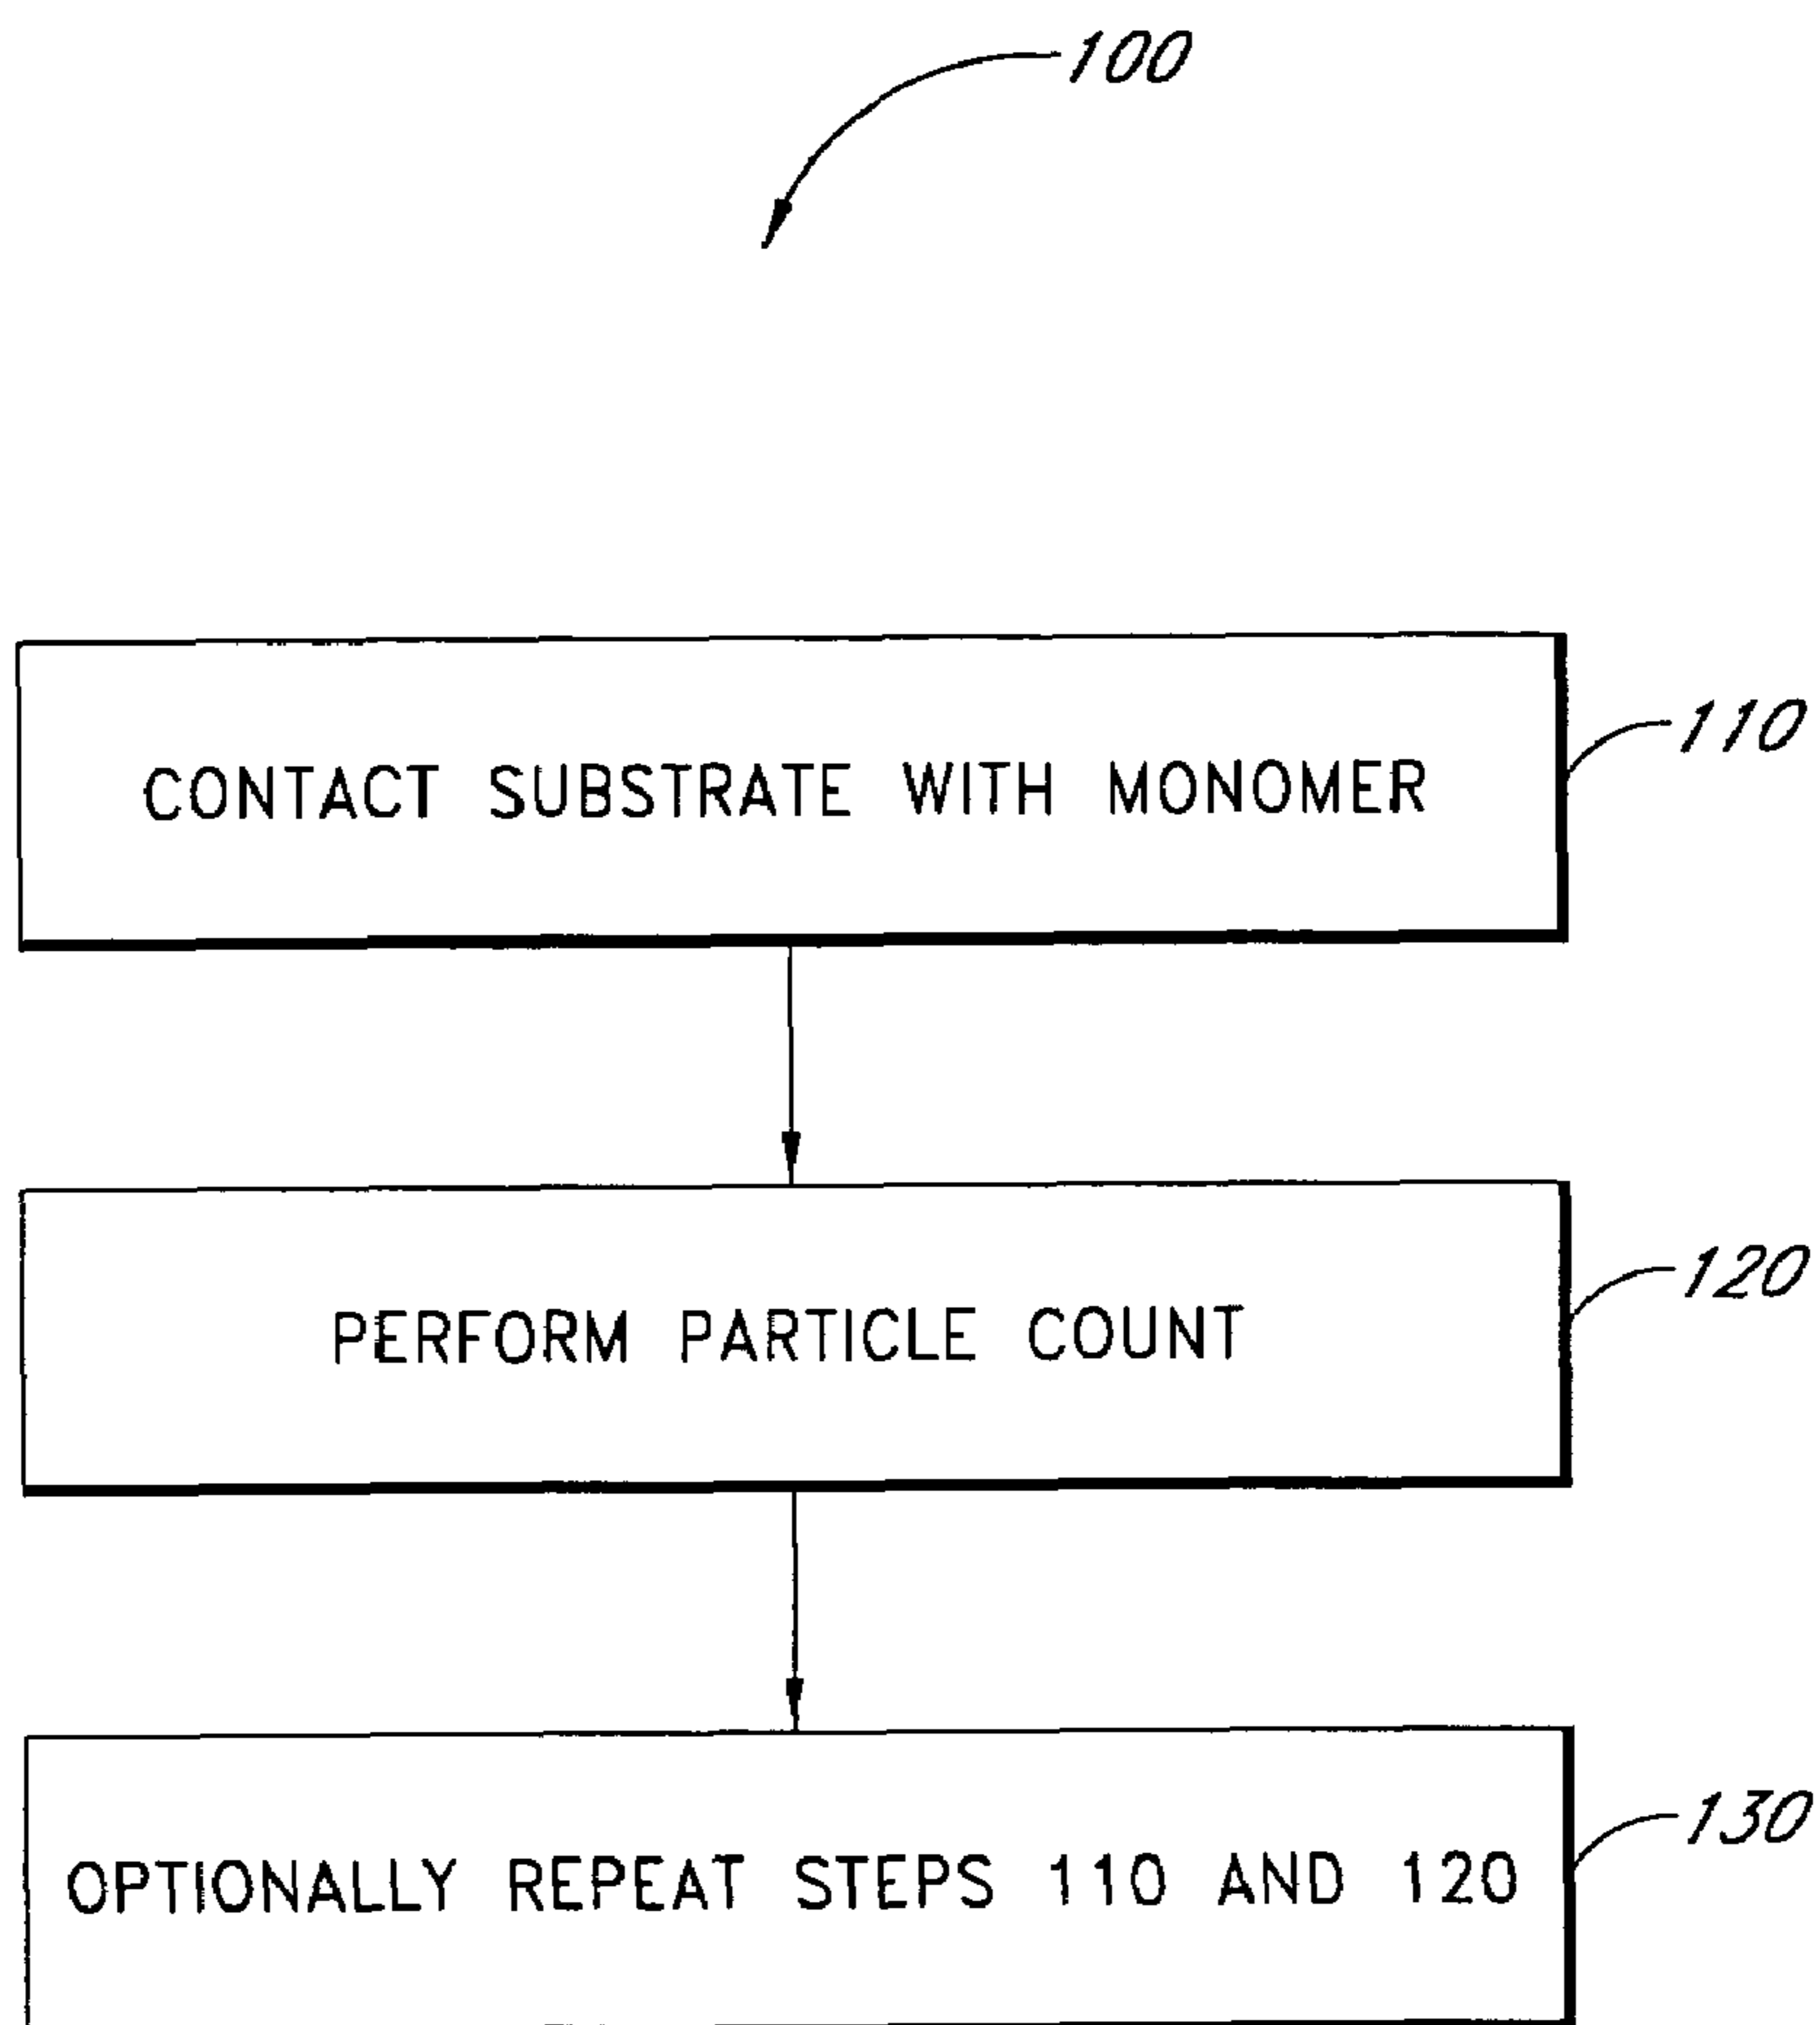 100
CONTACT SUBSTRATE WITH MONOMER
110
PERFORM PARTICLE COUNT
120
OPTIONALLY REPEAT STEPS 110 AND 120
130